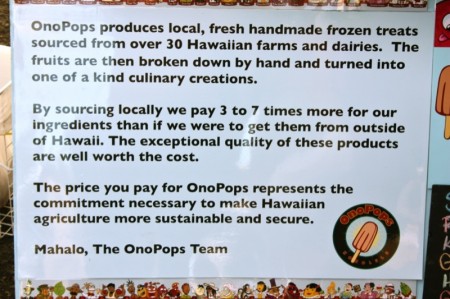 OnoPops produces local, fresh handmade frozen treats
sourced from over 30 Hawaiian farms and dairies.  The
fruits are then broken down by hand and turned into
one of a kind culinary creations.
By sourcing locally we pay 3 to 7 times more for our
ingredients than if we were to get them from outside
of Hawaii. The exceptional quality of these products
are well worth the cost.
The price you pay for OnoPops represents the
commitment necessary to make Hawaiian
agriculture more sustainable and secure.
Mahalo, The OnoPops Team
OnoPops